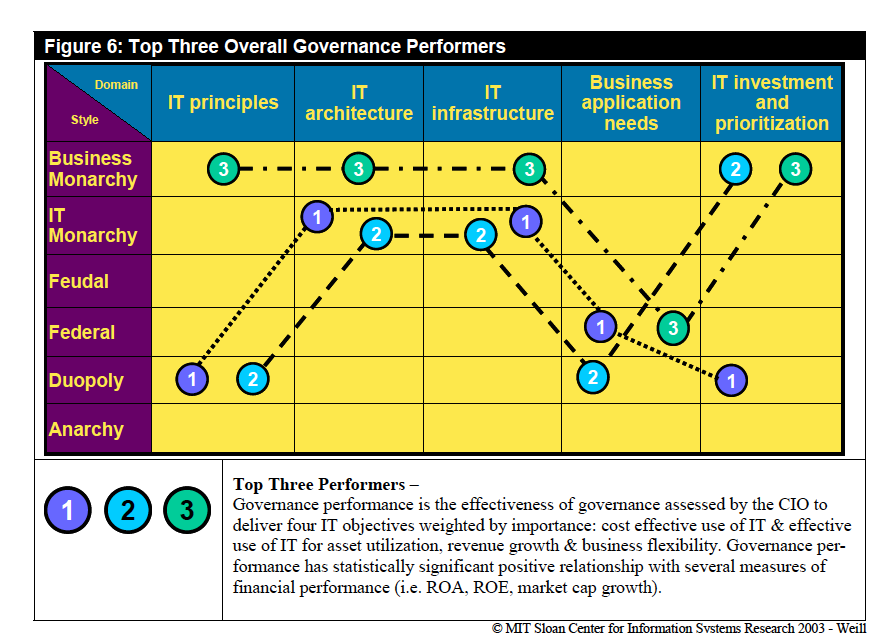 Figure 6: Top Three Overall Governance Performers
Domain
Style
IT principles
IT
architecture
IT
infrastructure
Business
application
needs
IT investment
and
prioritization
Business
Monarchy
3
3
3
2
3
IT
Monarchy
1
2
2
1
Feudal
Federal
1
3
Duopoly
1
2
2
1
Anarchy
1
2
3
Top Three Performers –
Governance performance is the effectiveness of governance assessed by the CIO to
deliver four IT objectives weighted by importance: cost effective use of IT & effective
use of IT for asset utilization, revenue growth & business flexibility. Governance per-
formance has statistically significant positive relationship with several measures of
financial performance (i.e. ROA, ROE, market cap growth).
© MIT Sloan Center for Information Systems Research 2003 - Weill